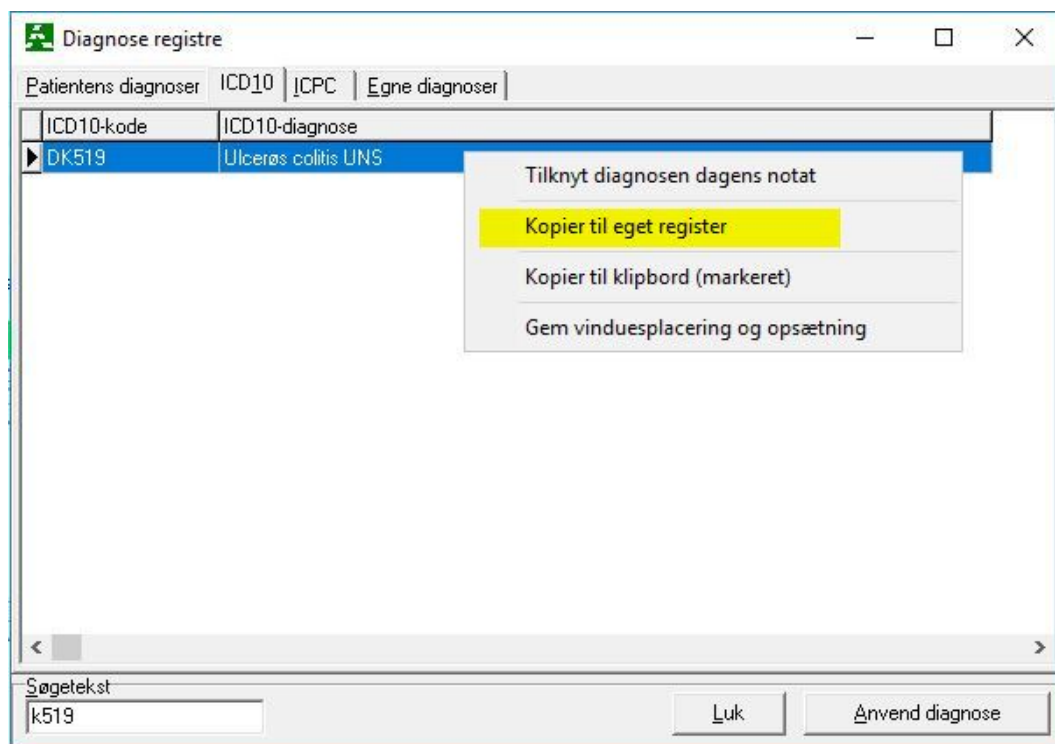 Diagnose registre
Patientens diagnoser ICD10 ICPC Egne diagnoser
ICD10-kode ICD10-diagnose
DK519 Ulcerøs colitis UNS
Tilknyt diagnosen dagens notat
Kopier til eget register
Kopier til klipbord (markeret)
Gem vinduesplacering og opsætning
Søgetekst
k519
Luk Anvend diagnose